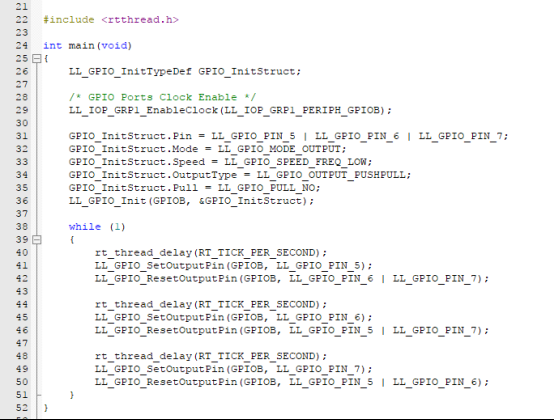 21
22 #include <rtthread.h>
23
24 int main(void)
25 {
26     LL_GPIO_InitTypeDef GPIO_InitStruct;
27
28     /* GPIO Ports Clock Enable */
29     LL_IOP_GRP1_EnableClock(LL_IOP_GRP1_PERIPH_GPIOB);
30
31     GPIO_InitStruct.Pin = LL_GPIO_PIN_5 | LL_GPIO_PIN_6 | LL_GPIO_PIN_7;
32     GPIO_InitStruct.Mode = LL_GPIO_MODE_OUTPUT;
33     GPIO_InitStruct.Speed = LL_GPIO_SPEED_FREQ_LOW;
34     GPIO_InitStruct.OutputType = LL_GPIO_OUTPUT_PUSHPULL;
35     GPIO_InitStruct.Pull = LL_GPIO_PULL_NO;
36     LL_GPIO_Init(GPIOB, &GPIO_InitStruct);
37
38     while (1)
39     {
40         rt_thread_delay(RT_TICK_PER_SECOND);
41         LL_GPIO_SetOutputPin(GPIOB, LL_GPIO_PIN_5);
42         LL_GPIO_ResetOutputPin(GPIOB, LL_GPIO_PIN_6 | LL_GPIO_PIN_7);
43
44         rt_thread_delay(RT_TICK_PER_SECOND);
45         LL_GPIO_SetOutputPin(GPIOB, LL_GPIO_PIN_6);
46         LL_GPIO_ResetOutputPin(GPIOB, LL_GPIO_PIN_5 | LL_GPIO_PIN_7);
47
48         rt_thread_delay(RT_TICK_PER_SECOND);
49         LL_GPIO_SetOutputPin(GPIOB, LL_GPIO_PIN_7);
50         LL_GPIO_ResetOutputPin(GPIOB, LL_GPIO_PIN_5 | LL_GPIO_PIN_6);
51     }
52 }